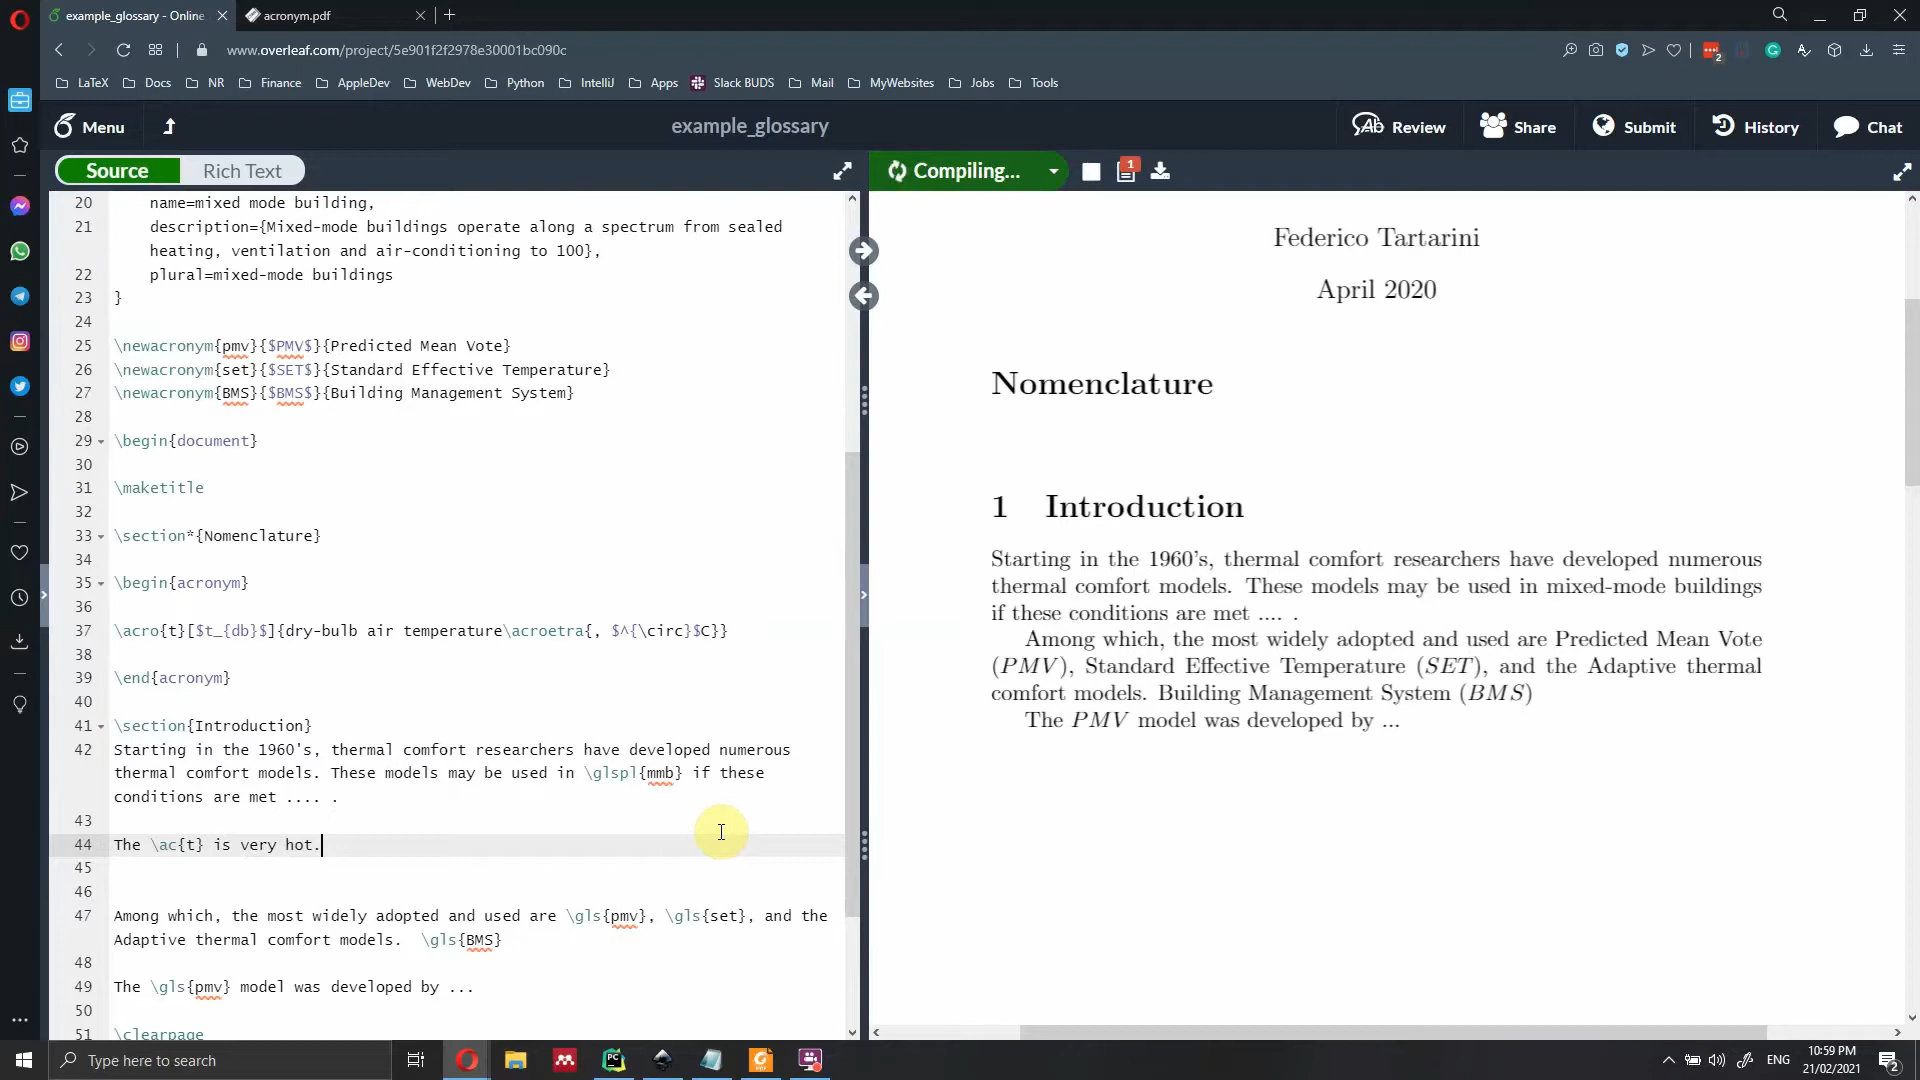 example_glossary - Online
acronym.pdf
www.overleaf.com/project/5e901f2f2978e30001bc090c
2
LaTeX
Docs
NR
Finance
AppleDev
WebDev
Python
IntelliJ
Apps
Slack BUDS
Mail
MyWebsites
Jobs
Tools
Menu
example_glossary
Review
Share
Submit
History
Chat
Source
Rich Text
Compiling...
1
20 name=mixed mode building,
21 description={Mixed-mode buildings operate along a spectrum from sealed
heating, ventilation and air-conditioning to 100},
22 plural=mixed-mode buildings
23 }
24
25 \newacronym{pmv}{$PMV$}{Predicted Mean Vote}
26 \newacronym{set}{$SET$}{Standard Effective Temperature}
27 \newacronym{BMS}{$BMS$}{Building Management System}
28
29 \begin{document}
30
31 \maketitle
32
33 \section*{Nomenclature}
34
35 \begin{acronym}
36
37 \acro{t}[$t_{db}$]{dry-bulb air temperature\acroetra{, $^{\circ}$C}}
38
39 \end{acronym}
40
41 \section{Introduction}
42 Starting in the 1960's, thermal comfort researchers have developed numerous
thermal comfort models. These models may be used in \glspl{mmb} if these
conditions are met .... .
43
44 The \ac{t} is very hot.
45
46
47 Among which, the most widely adopted and used are \gls{pmv}, \gls{set}, and the
Adaptive thermal comfort models. \gls{BMS}
48
49 The \gls{pmv} model was developed by ...
50
51 \clearpage
Federico Tartarini
April 2020
Nomenclature
1 Introduction
Starting in the 1960's, thermal comfort researchers have developed numerous
thermal comfort models. These models may be used in mixed-mode buildings
if these conditions are met .... .
Among which, the most widely adopted and used are Predicted Mean Vote
(PMV), Standard Effective Temperature (SET), and the Adaptive thermal
comfort models. Building Management System (BMS)
The PMV model was developed by ...
Type here to search
PC
ENG
10:59 PM
21/02/2021
2